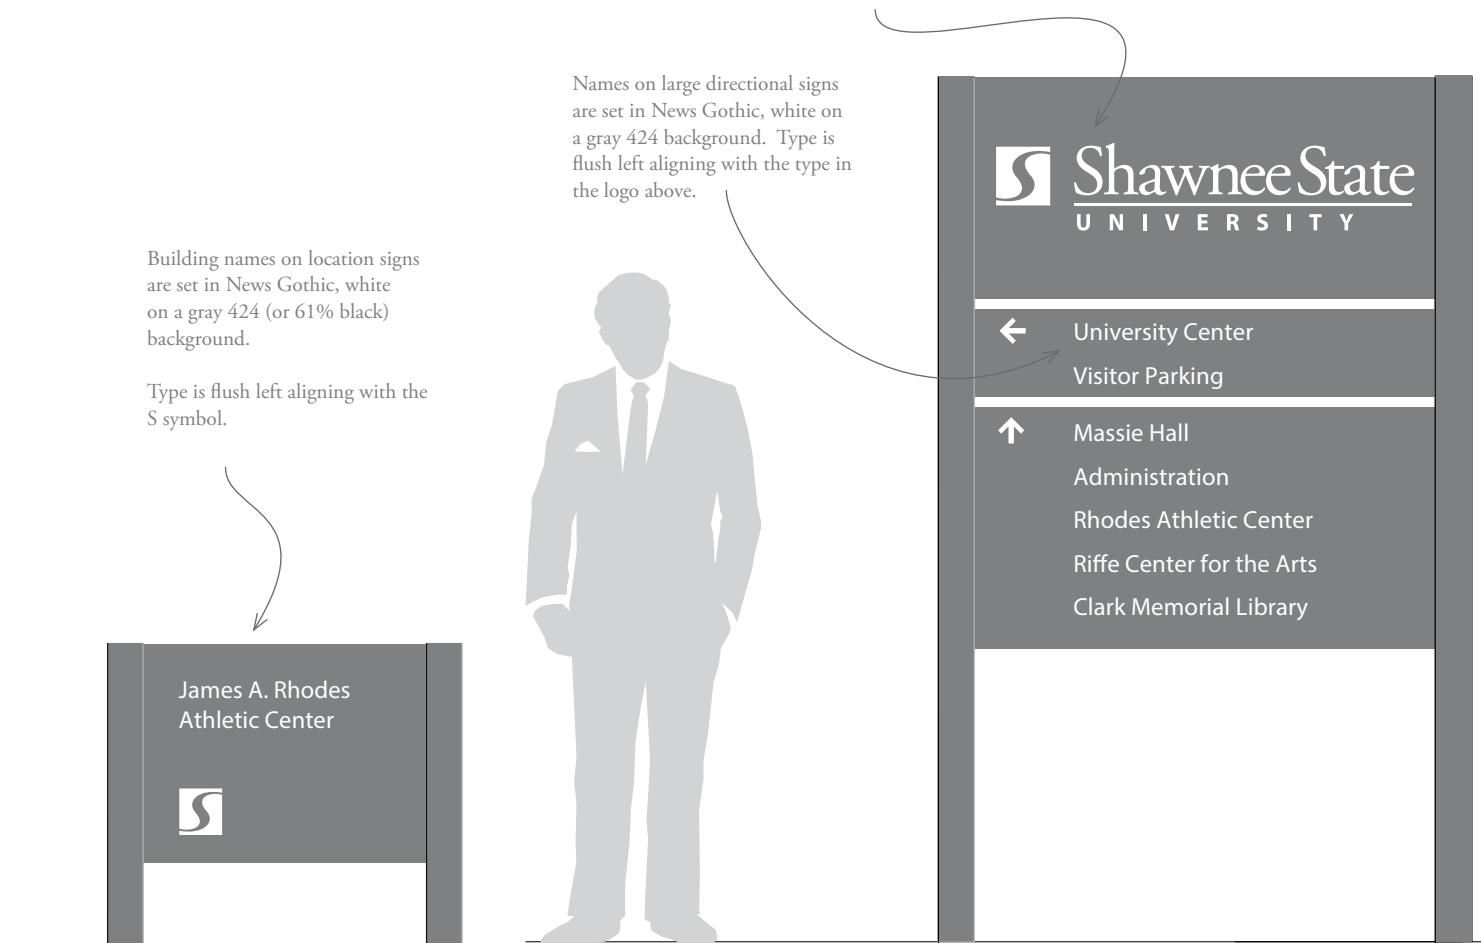 Names on large directional signs
are set in News Gothic, white on
a gray 424 background.  Type is
flush left aligning with the type in
the logo above.
Building names on location signs
are set in News Gothic, white
on a gray 424 (or 61% black)
background.
Type is flush left aligning with the
S symbol.
James A. Rhodes
Athletic Center
S
S
Shawnee State
UNIVERSITY
University Center
Visitor Parking
Massie Hall
Administration
Rhodes Athletic Center
Riffe Center for the Arts
Clark Memorial Library